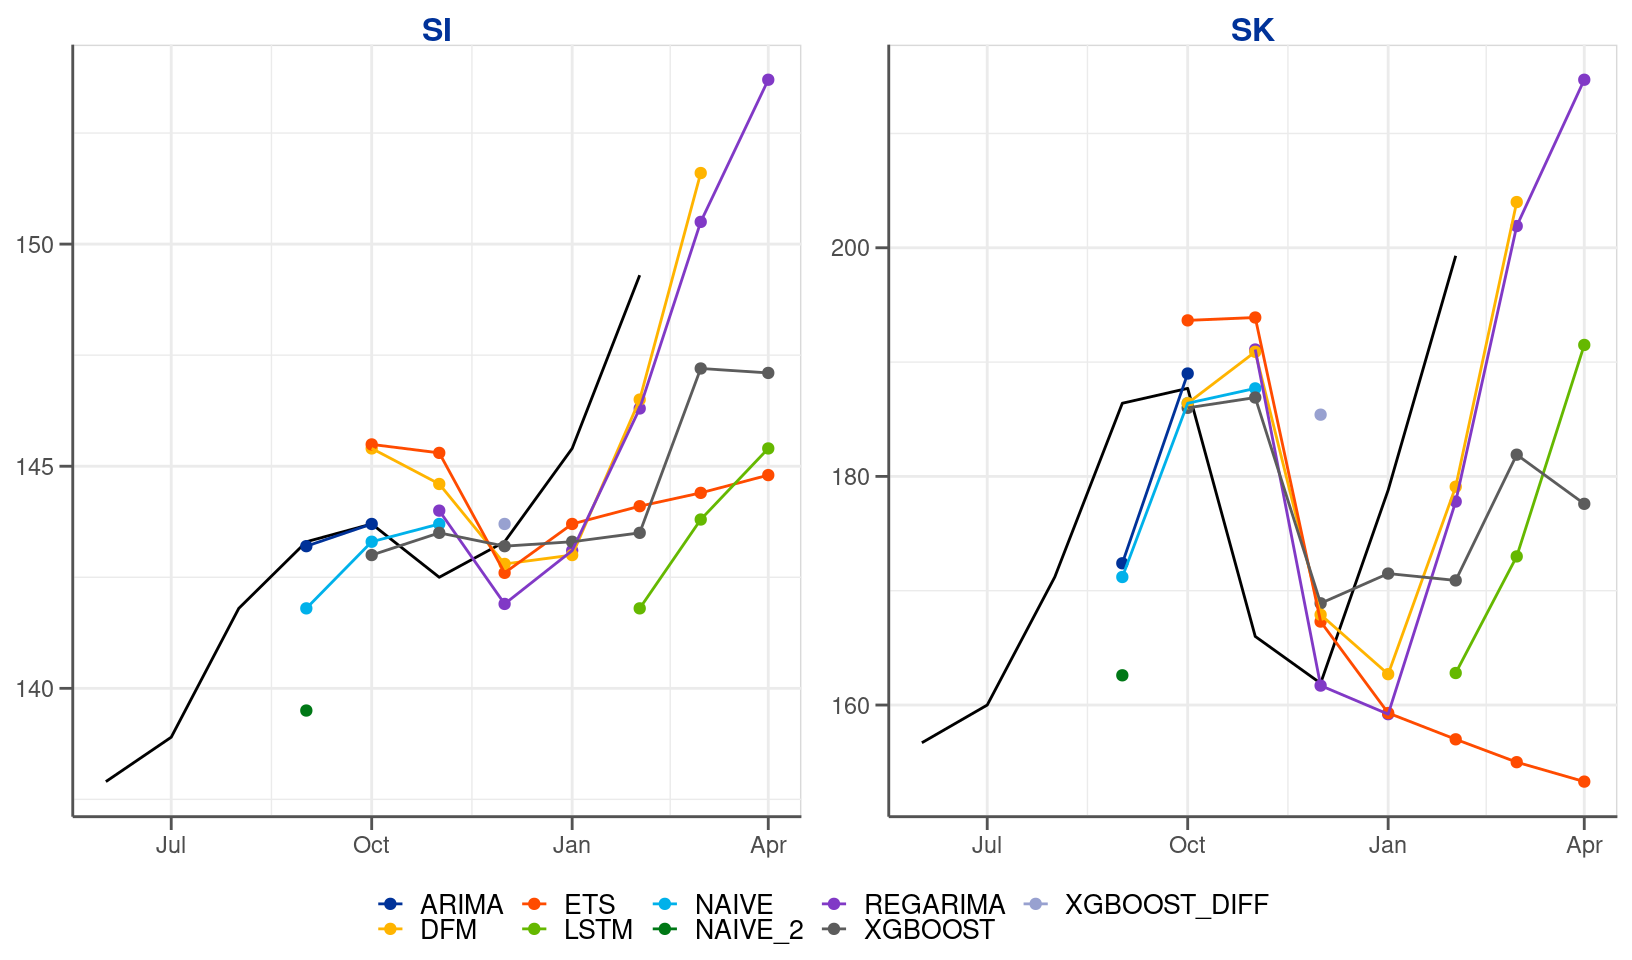 SI
SK
150
145
140
200
180
160
Jul Oct Jan Apr
Jul Oct Jan Apr
ARIMA ETS NAIVE REGARIMA XGBOOST_DIFF
DFM LSTM NAIVE_2 XGBOOST